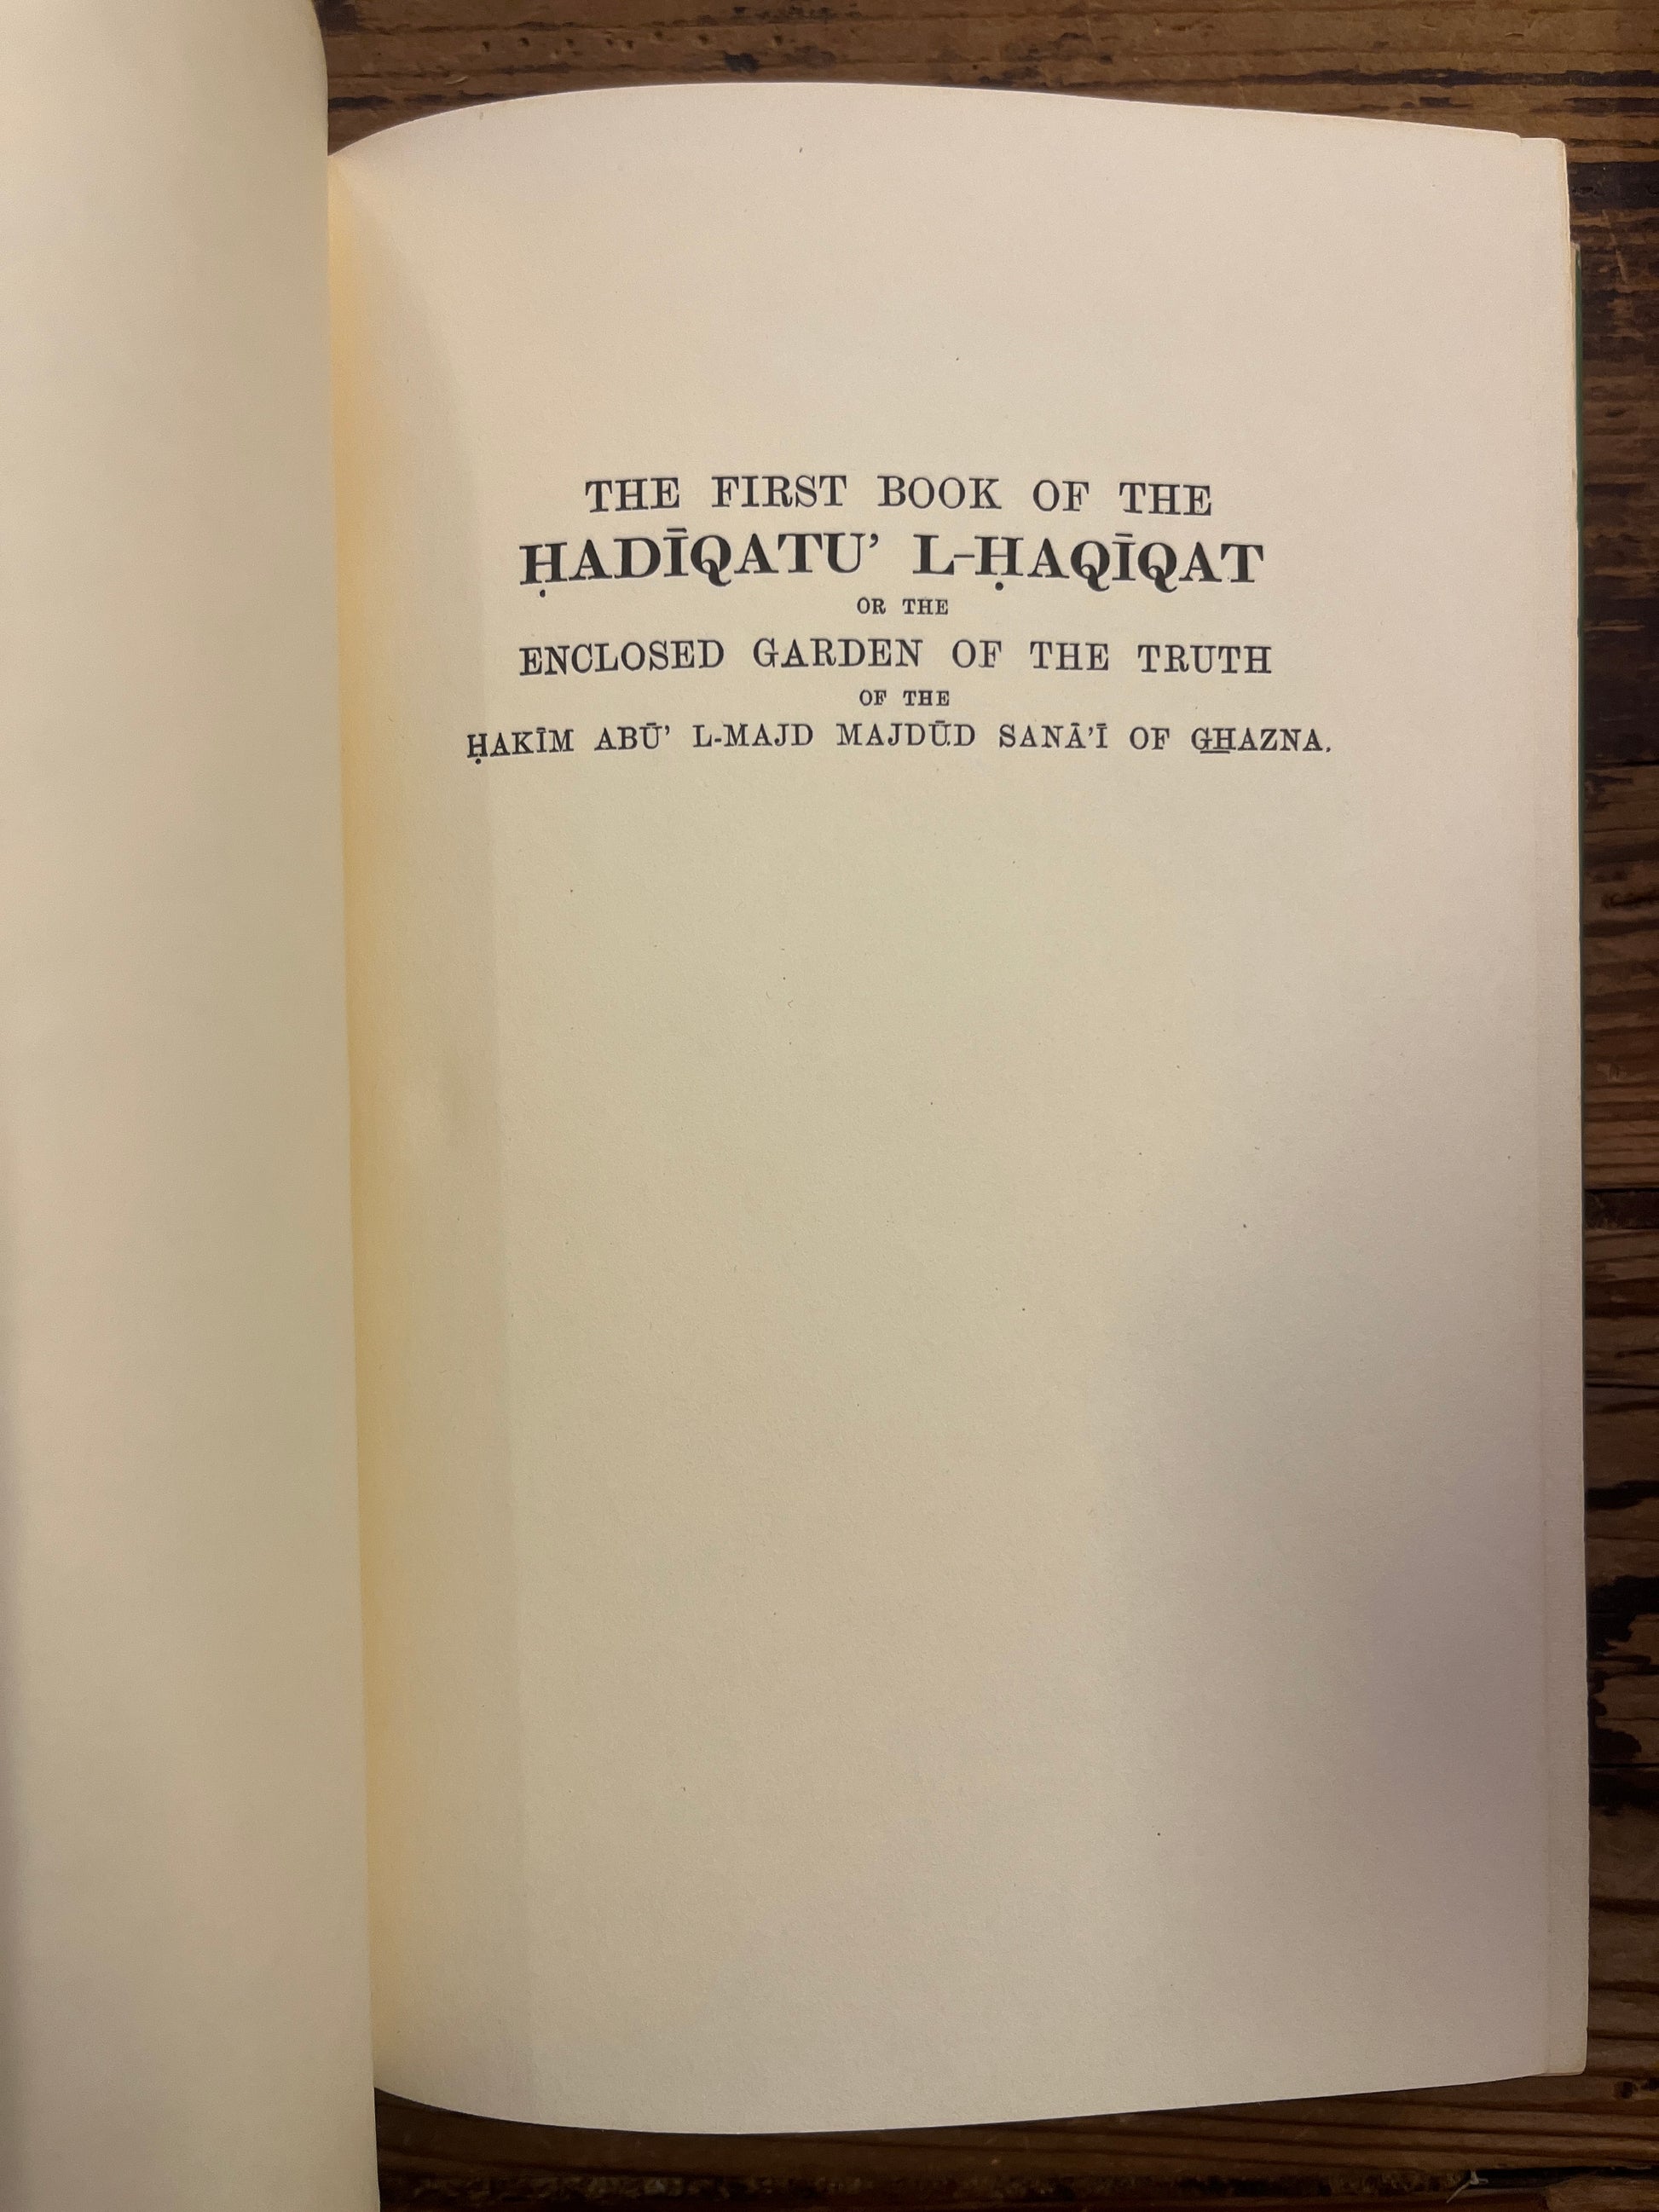 THE FIRST BOOK OF THE
ḤADĪQATU’ L-ḤAQĪQAT
OR THE
ENCLOSED GARDEN OF THE TRUTH
OF THE
ḤAKĪM ABŪ’ L-MAJD MAJDŪD SANĀ’Ī OF G̲H̲AZNA.